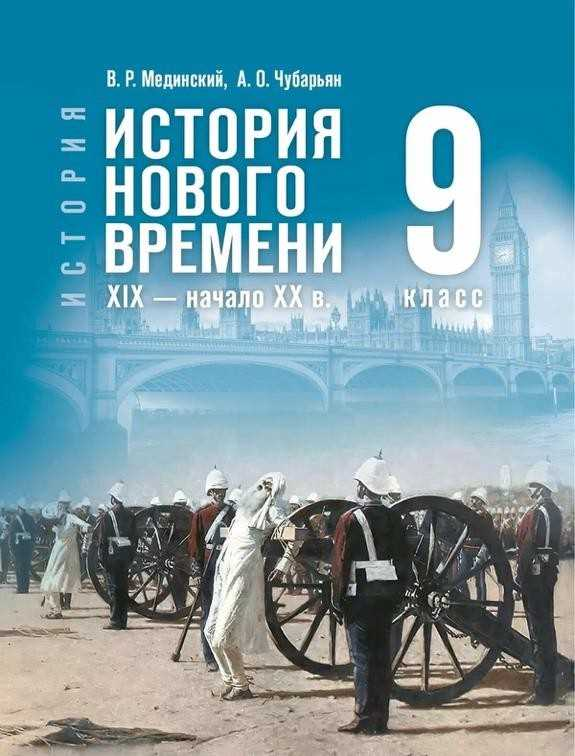 В. Р. Мединский, А. О. Чубарьян
ИСТОРИЯ
ИСТОРИЯ
НОВОГО
ВРЕМЕНИ
XIX — начало XX в.
9
класс